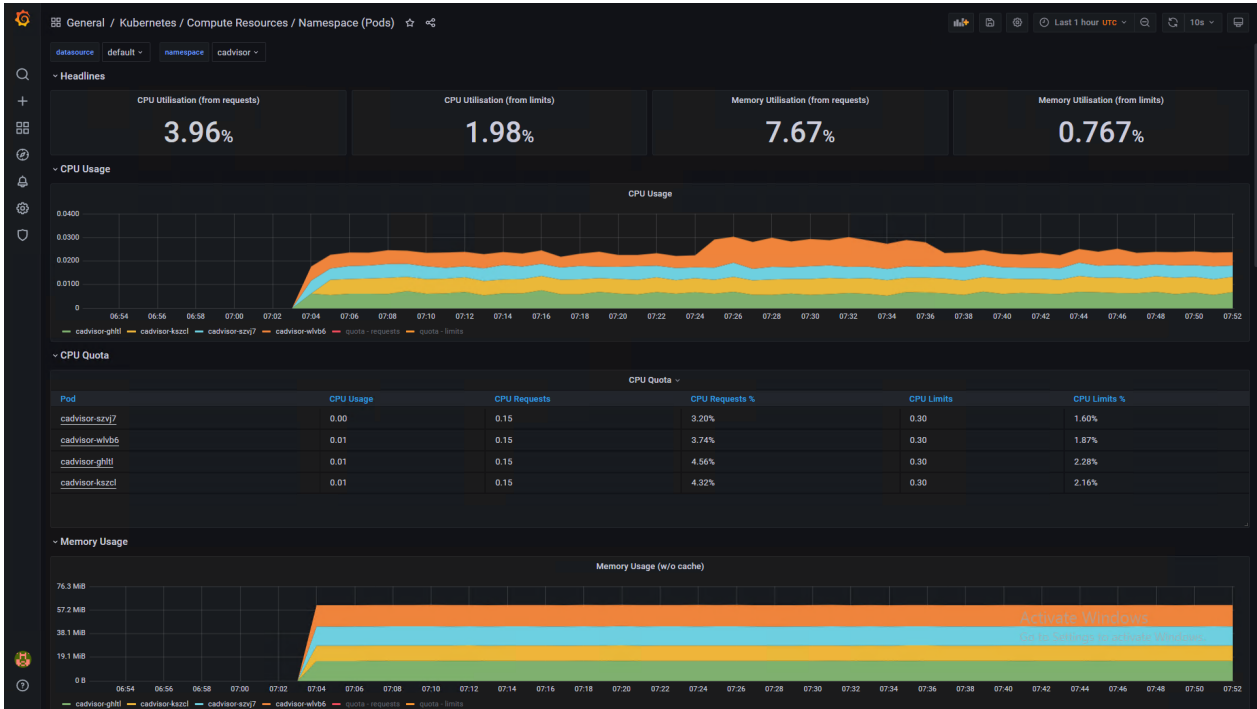 General / Kubernetes / Compute Resources / Namespace (Pods)
Last 1 hour UTC
10s
datasource default namespace cadvisor
Headlines
CPU Utilisation (from requests) CPU Utilisation (from limits) Memory Utilisation (from requests) Memory Utilisation (from limits)
3.96% 1.98% 7.67% 0.767%
CPU Usage
CPU Usage
0.0400
0.0300
0.0200
0.0100
0
06:54 06:56 06:58 07:00 07:02 07:04 07:06 07:08 07:10 07:12 07:14 07:16 07:18 07:20 07:22 07:24 07:26 07:28 07:30 07:32 07:34 07:36 07:38 07:40 07:42 07:44 07:46 07:48 07:50 07:52
cadvisor-ghltl cadvisor-kszcl cadvisor-szvj7 cadvisor-wlvb6 quota - requests quota - limits
CPU Quota
CPU Quota
Pod CPU Usage CPU Requests CPU Requests % CPU Limits CPU Limits %
cadvisor-szvj7 0.00 0.15 3.20% 0.30 1.60%
cadvisor-wlvb6 0.01 0.15 3.74% 0.30 1.87%
cadvisor-ghltl 0.01 0.15 4.56% 0.30 2.28%
cadvisor-kszcl 0.01 0.15 4.32% 0.30 2.16%
Memory Usage
Memory Usage (w/o cache)
76.3 MiB
57.2 MiB
38.1 MiB
19.1 MiB
0 B
Activate Windows
Go to Settings to activate Windows.
06:54 06:56 06:58 07:00 07:02 07:04 07:06 07:08 07:10 07:12 07:14 07:16 07:18 07:20 07:22 07:24 07:26 07:28 07:30 07:32 07:34 07:36 07:38 07:40 07:42 07:44 07:46 07:48 07:50 07:52
cadvisor-ghltl cadvisor-kszcl cadvisor-szvj7 cadvisor-wlvb6 quota - requests quota - limits